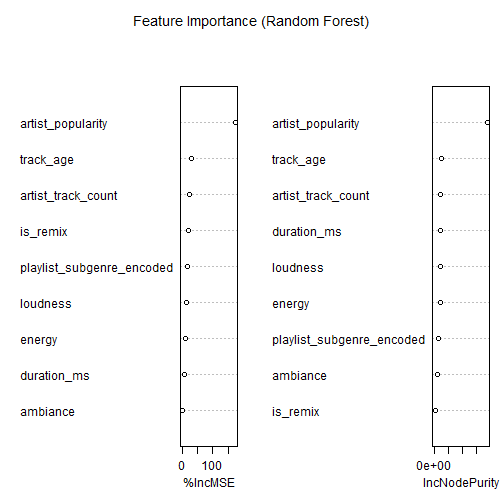 Feature Importance (Random Forest)
artist_popularity
track_age
artist_track_count
is_remix
playlist_subgenre_encoded
loudness
energy
duration_ms
ambiance
0 100
%IncMSE
artist_popularity
track_age
artist_track_count
duration_ms
loudness
energy
playlist_subgenre_encoded
ambiance
is_remix
0e+00
IncNodePurity